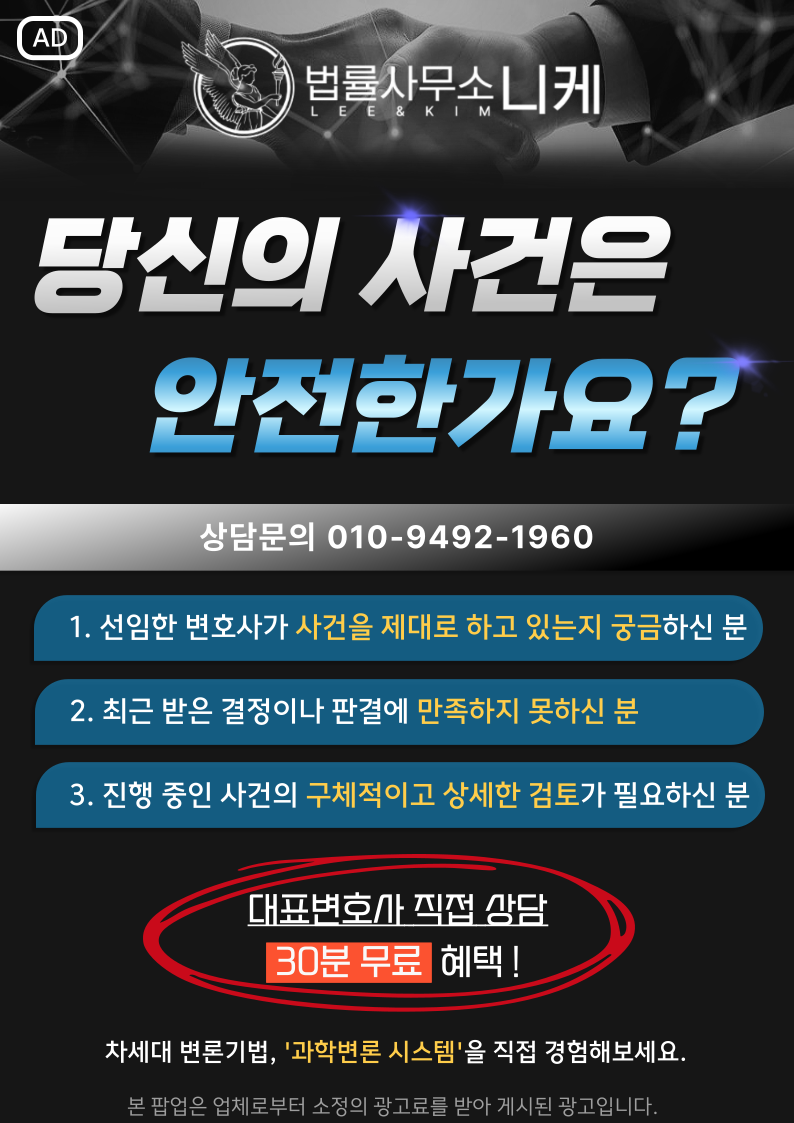 AD
법률사무소 니케
LEE & KIM
당신의 사건은
안전한가요?
상담문의 010-9492-1960
1. 선임한 변호사가 사건을 제대로 하고 있는지 궁금하신 분
2. 최근 받은 결정이나 판결에 만족하지 못하신 분
3. 진행 중인 사건의 구체적이고 상세한 검토가 필요하신 분
대표변호사 직접 상담
30분 무료 혜택 !
차세대 변론기법, '과학변론 시스템'을 직접 경험해보세요.
본 팝업은 업체로부터 소정의 광고료를 받아 게시된 광고입니다.